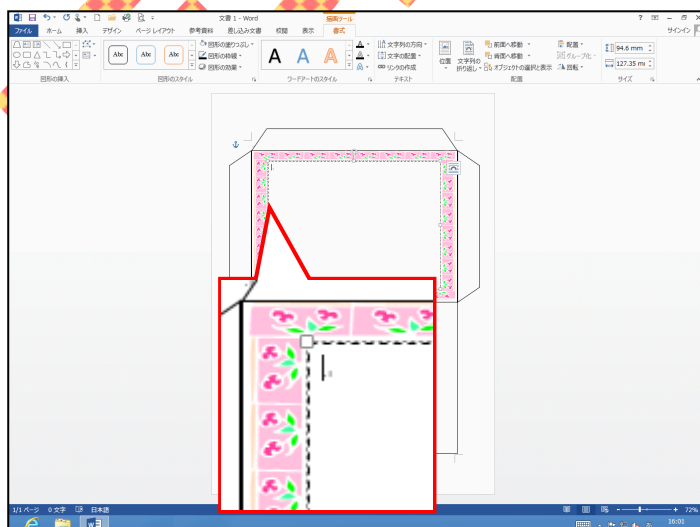 文書 1 - Word
描画ツール
ファイル ホーム 挿入 デザイン ページレイアウト 参考資料 差し込み文書 校閲 表示 書式 サインイン
Abc Abc Abc
図形の塗りつぶし
図形の枠線
図形の効果
A A A
文字列の方向
文字の配置
リンクの作成
位置
文字列の
折り返し
前面へ移動
背面へ移動
オブジェクトの選択と表示
配置
グループ化
回転
94.6 mm
127.35 mi
図形の挿入 図形のスタイル ワードアートのスタイル テキスト 配置 サイズ
1/1 ページ 0 文字 日本語 72%
16:01